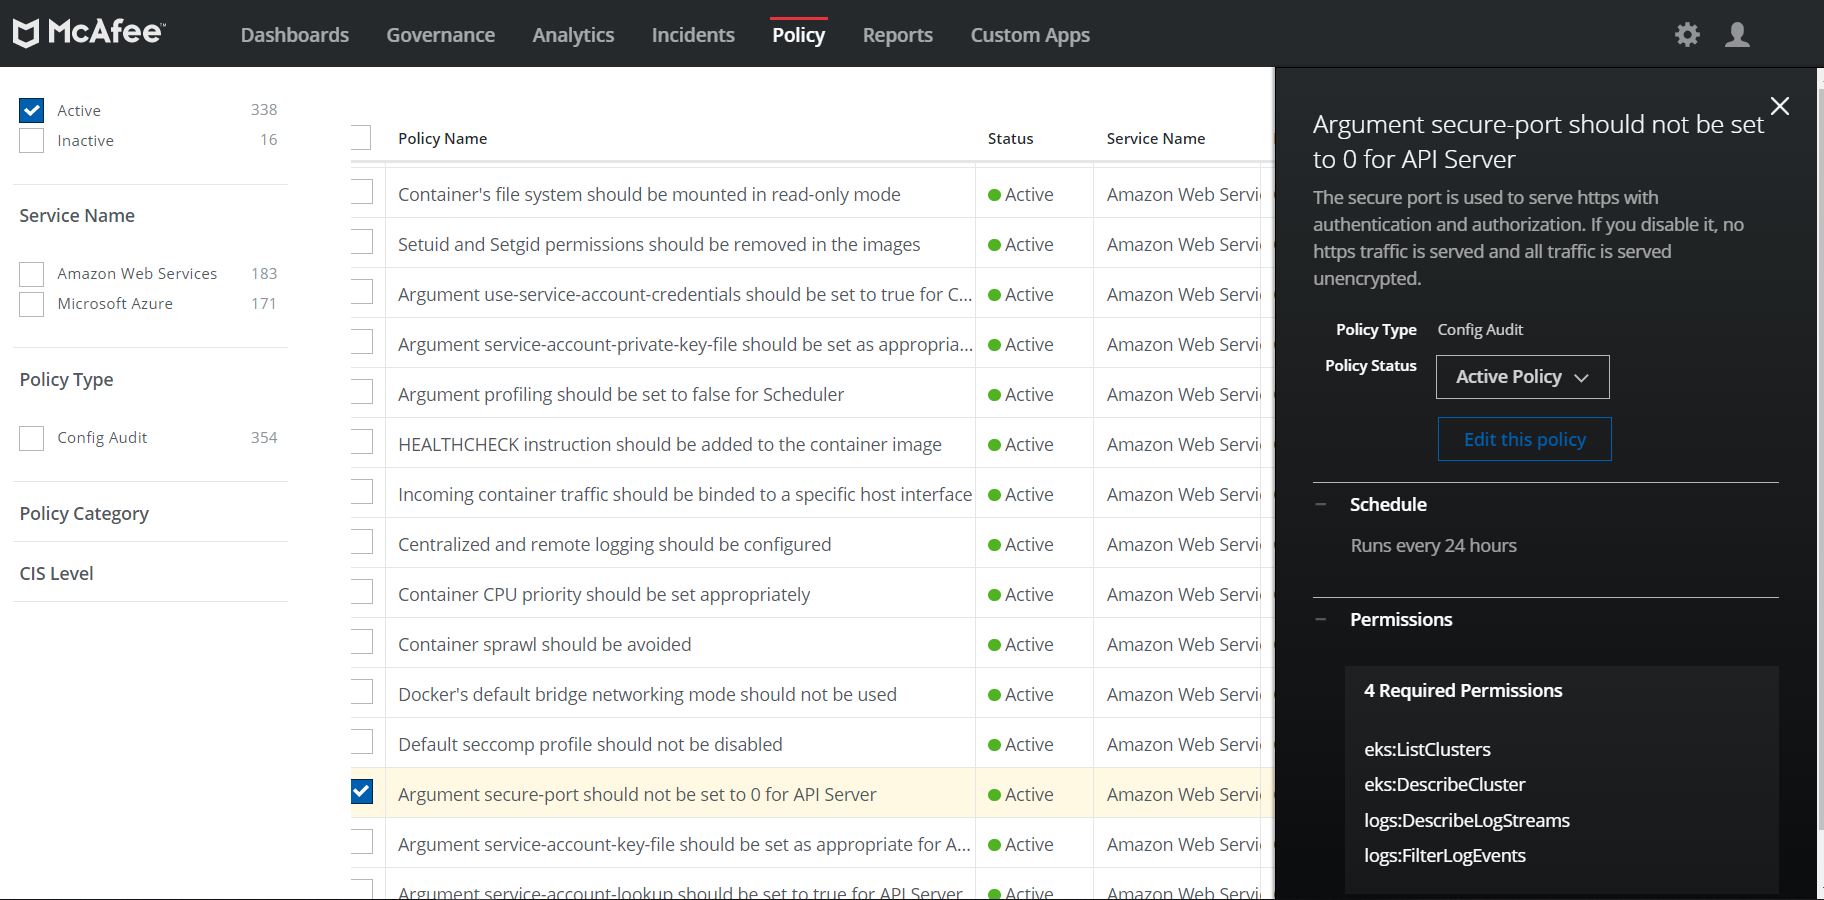 McAfee™
Dashboards Governance Analytics Incidents Policy Reports Custom Apps
Active 338
Inactive 16
Service Name
Amazon Web Services 183
Microsoft Azure 171
Policy Type
Config Audit 354
Policy Category
CIS Level
Policy Name Status Service Name
Container's file system should be mounted in read-only mode Active Amazon Web Servi
Setuid and Setgid permissions should be removed in the images Active Amazon Web Servi
Argument use-service-account-credentials should be set to true for C... Active Amazon Web Servi
Argument service-account-private-key-file should be set as appropria... Active Amazon Web Servi
Argument profiling should be set to false for Scheduler Active Amazon Web Servi
HEALTHCHECK instruction should be added to the container image Active Amazon Web Servi
Incoming container traffic should be binded to a specific host interface Active Amazon Web Servi
Centralized and remote logging should be configured Active Amazon Web Servi
Container CPU priority should be set appropriately Active Amazon Web Servi
Container sprawl should be avoided Active Amazon Web Servi
Docker's default bridge networking mode should not be used Active Amazon Web Servi
Default seccomp profile should not be disabled Active Amazon Web Servi
Argument secure-port should not be set to 0 for API Server Active Amazon Web Servi
Argument service-account-key-file should be set as appropriate for A... Active Amazon Web Servi
Argument service-account-lookup should be set to true for API Server Active Amazon Web Servi
Argument secure-port should not be set
to 0 for API Server
The secure port is used to serve https with
authentication and authorization. If you disable it, no
https traffic is served and all traffic is served
unencrypted.
Policy Type Config Audit
Policy Status Active Policy
Edit this policy
Schedule
Runs every 24 hours
Permissions
4 Required Permissions
eks:ListClusters
eks:DescribeCluster
logs:DescribeLogStreams
logs:FilterLogEvents